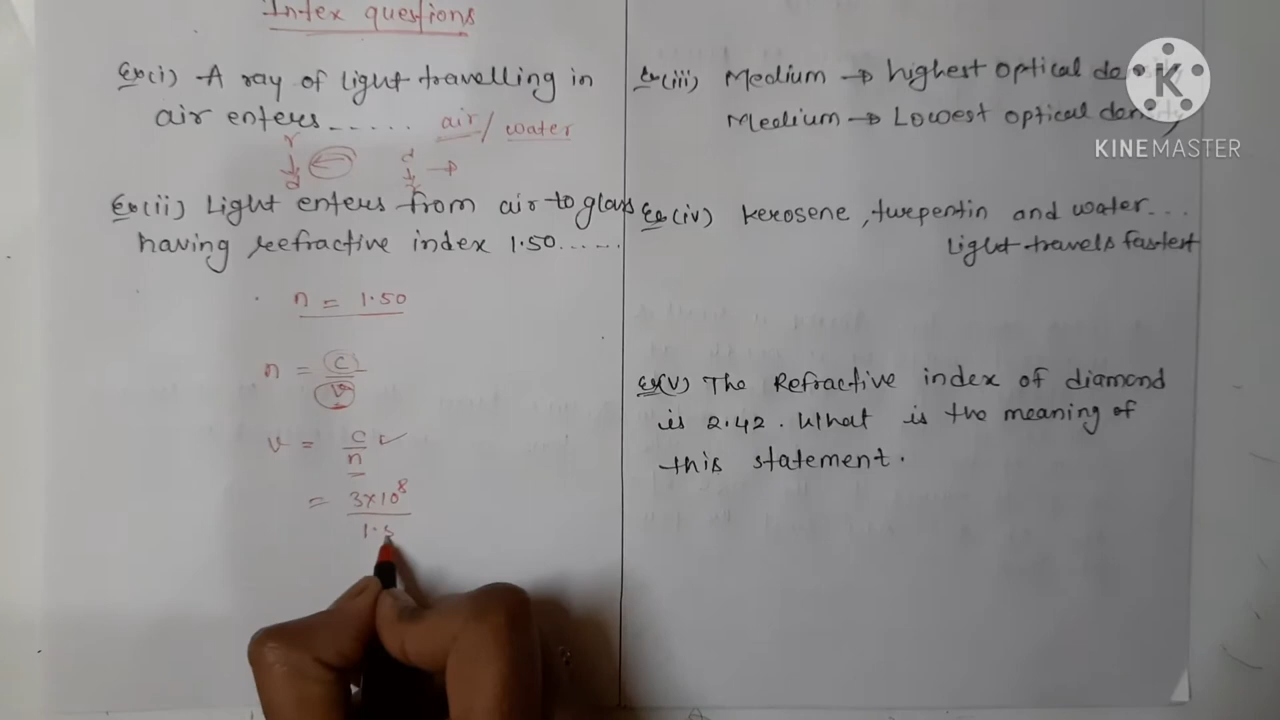 Intex questions
Ex(i) A ray of light travelling in
air enters...... air/water
r
d
d
r
Ex(ii) Light enters from air to glass
having reefractive index 1.50......
n = 1.50
n = c/v
v = c/n
= 3×10⁸/1.5
Ex(iii) Medium → highest optical
Medium → Lowest optical density
Ex(iv) Kerosene, turpentin and water...
Light travels fastest
Ex(v) The Refractive index of diamond
is 2.42. What is the meaning of
this statement.
K
KINEMASTER